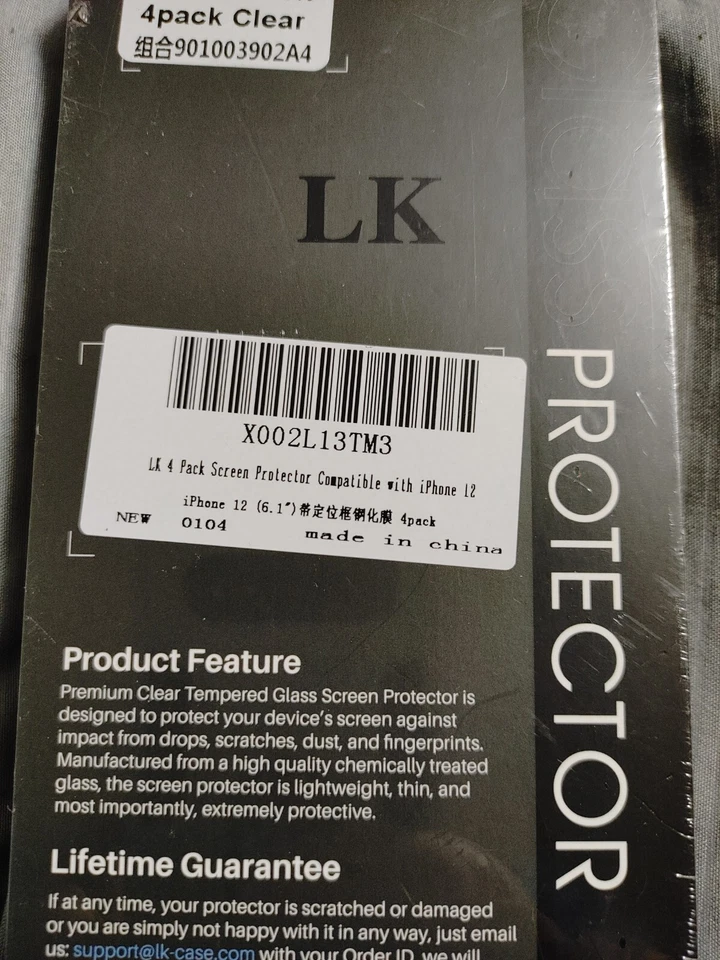 4pack Clear
组合901003902A4
LK
X002L13TM3
LK 4 Pack Screen Protector Compatible with iPhone 12
iPhone 12 (6.1")带定位框钢化膜 4pack
NEW 0104 made in china
Glass PROTECTOR
Product Feature
Premium Clear Tempered Glass Screen Protector is
designed to protect your device's screen against
impact from drops, scratches, dust, and fingerprints.
Manufactured from a high quality chemically treated
glass, the screen protector is lightweight, thin, and
most importantly, extremely protective.
Lifetime Guarantee
If at any time, your protector is scratched or damaged
or you are simply not happy with it in any way, just email
us: support@lk-case.com with your Order ID, we will